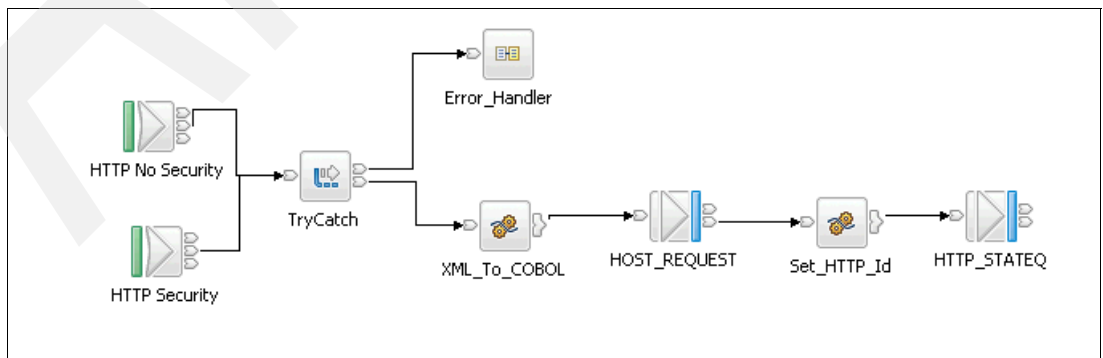 Error_Handler
HTTP No Security
TryCatch
XML_To_COBOL
HOST_REQUEST
Set_HTTP_Id
HTTP_STATEQ
HTTP Security